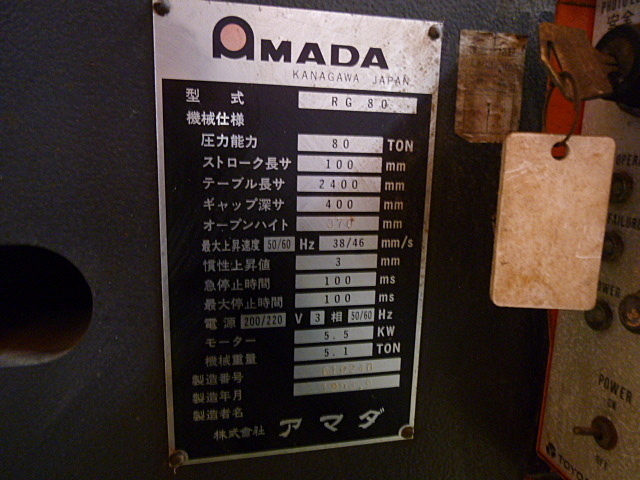 AMADA
KANAGAWA JAPAN
型式 RG 80
機械仕様
圧力能力 80 TON
ストローク長サ 100 mm
テーブル長サ 2400 mm
ギャップ深サ 400 mm
オープンハイト 370 mm
最大上昇速度 50/60 Hz 38/46 mm/s
慣性上昇値 3 mm
急停止時間 100 ms
最大停止時間 100 ms
電源 200/220 V 3 相 50/60 Hz
モーター 5.5 KW
機械重量 5.1 TON
製造番号
製造年月
製造者名
株式会社 アマダ
安全
POWER
POWER
ON
OFF